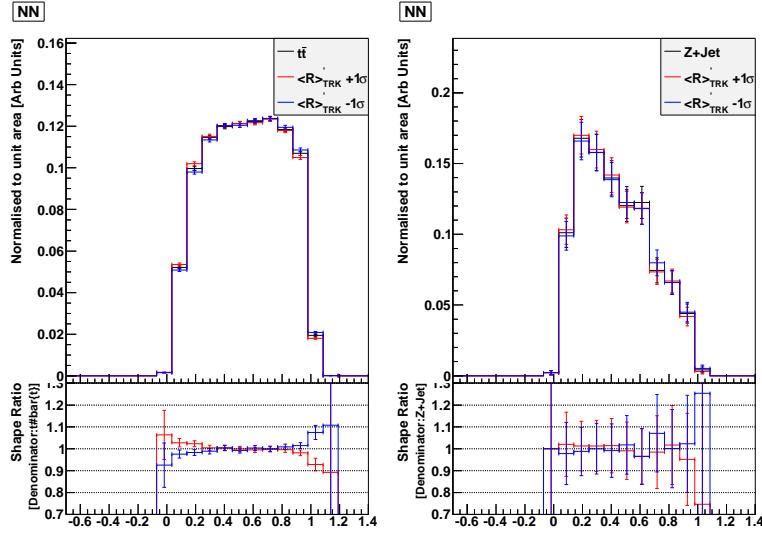 NN
Normalised to unit area [Arb Units]
0.16
0.14
0.12
0.1
0.08
0.06
0.04
0.02
0
tt̄
<R>TRK +1σ
<R>TRK -1σ
Shape Ratio
[Denominator:t#bar{t}]
1.3
1.2
1.1
1
0.9
0.8
0.7
-0.6 -0.4 -0.2 0 0.2 0.4 0.6 0.8 1 1.2 1.4
NN
Normalised to unit area [Arb Units]
0.2
0.15
0.1
0.05
0
Z+Jet
<R>TRK +1σ
<R>TRK -1σ
Shape Ratio
[Denominator:Z+Jet]
1.3
1.2
1.1
1
0.9
0.8
0.7
-0.6 -0.4 -0.2 0 0.2 0.4 0.6 0.8 1 1.2 1.4